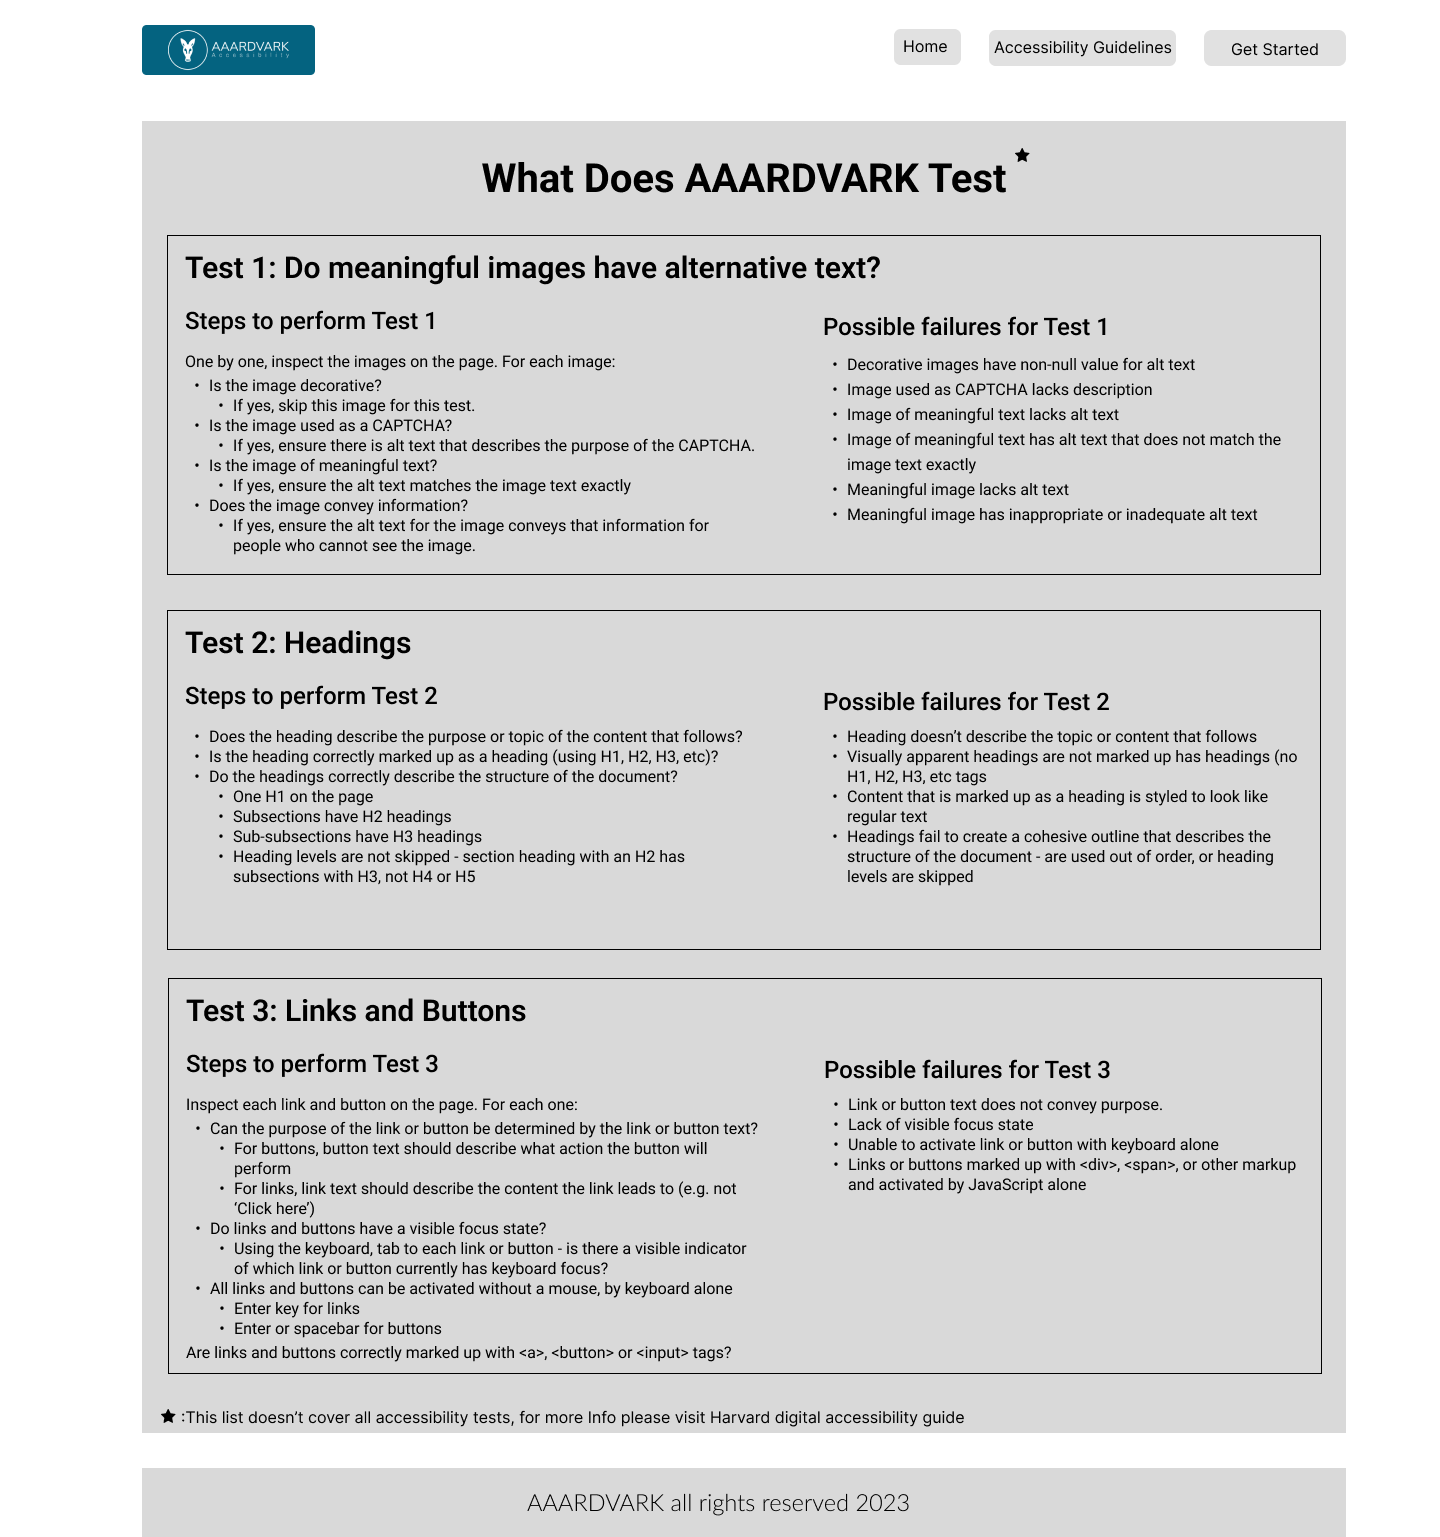 AAARDVARK
Accessibility
Home
Accessibility Guidelines
Get Started
What Does AAARDVARK Test
Test 1: Do meaningful images have alternative text?
Steps to perform Test 1
One by one, inspect the images on the page. For each image:
• Is the image decorative?
• If yes, skip this image for this test.
• Is the image used as a CAPTCHA?
• If yes, ensure there is alt text that describes the purpose of the CAPTCHA.
• Is the image of meaningful text?
• If yes, ensure the alt text matches the image text exactly
• Does the image convey information?
• If yes, ensure the alt text for the image conveys that information for
people who cannot see the image.
Possible failures for Test 1
• Decorative images have non-null value for alt text
• Image used as CAPTCHA lacks description
• Image of meaningful text lacks alt text
• Image of meaningful text has alt text that does not match the
image text exactly
• Meaningful image lacks alt text
• Meaningful image has inappropriate or inadequate alt text
Test 2: Headings
Steps to perform Test 2
• Does the heading describe the purpose or topic of the content that follows?
• Is the heading correctly marked up as a heading (using H1, H2, H3, etc)?
• Do the headings correctly describe the structure of the document?
• One H1 on the page
• Subsections have H2 headings
• Sub-subsections have H3 headings
• Heading levels are not skipped - section heading with an H2 has
subsections with H3, not H4 or H5
Possible failures for Test 2
• Heading doesn’t describe the topic or content that follows
• Visually apparent headings are not marked up has headings (no
H1, H2, H3, etc tags
• Content that is marked up as a heading is styled to look like
regular text
• Headings fail to create a cohesive outline that describes the
structure of the document - are used out of order, or heading
levels are skipped
Test 3: Links and Buttons
Steps to perform Test 3
Inspect each link and button on the page. For each one:
• Can the purpose of the link or button be determined by the link or button text?
• For buttons, button text should describe what action the button will
perform
• For links, link text should describe the content the link leads to (e.g. not
‘Click here’)
• Do links and buttons have a visible focus state?
• Using the keyboard, tab to each link or button - is there a visible indicator
of which link or button currently has keyboard focus?
• All links and buttons can be activated without a mouse, by keyboard alone
• Enter key for links
• Enter or spacebar for buttons
Are links and buttons correctly marked up with <a>, <button> or <input> tags?
Possible failures for Test 3
• Link or button text does not convey purpose.
• Lack of visible focus state
• Unable to activate link or button with keyboard alone
• Links or buttons marked up with <div>, <span>, or other markup
and activated by JavaScript alone
★ :This list doesn’t cover all accessibility tests, for more Info please visit Harvard digital accessibility guide
AAARDVARK all rights reserved 2023